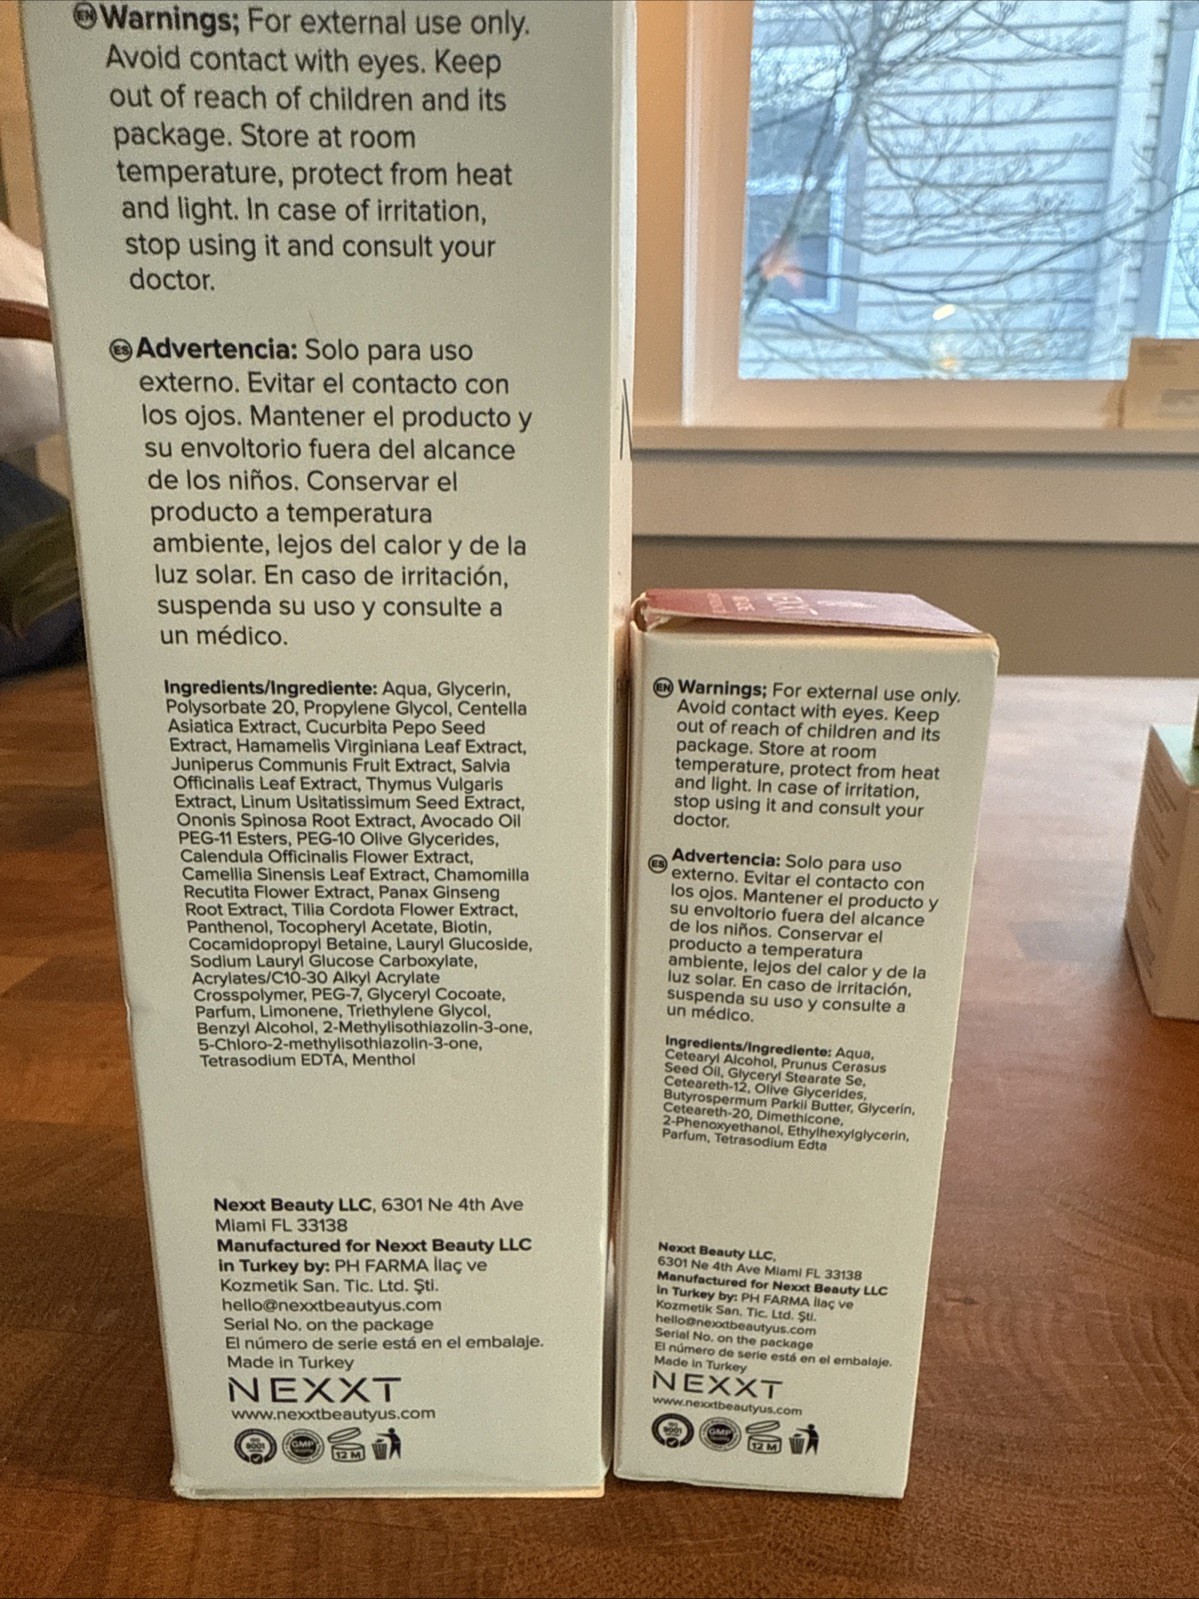 EN Warnings; For external use only.
Avoid contact with eyes. Keep
out of reach of children and its
package. Store at room
temperature, protect from heat
and light. In case of irritation,
stop using it and consult your
doctor.
ES Advertencia: Solo para uso
externo. Evitar el contacto con
los ojos. Mantener el producto y
su envoltorio fuera del alcance
de los niños. Conservar el
producto a temperatura
ambiente, lejos del calor y de la
luz solar. En caso de irritación,
suspenda su uso y consulte a
un médico.
Ingredients/Ingrediente: Aqua, Glycerin,
Polysorbate 20, Propylene Glycol, Centella
Asiatica Extract, Cucurbita Pepo Seed
Extract, Hamamelis Virginiana Leaf Extract,
Juniperus Communis Fruit Extract, Salvia
Officinalis Leaf Extract, Thymus Vulgaris
Extract, Linum Usitatissimum Seed Extract,
Ononis Spinosa Root Extract, Avocado Oil
PEG-11 Esters, PEG-10 Olive Glycerides,
Calendula Officinalis Flower Extract,
Camellia Sinensis Leaf Extract, Chamomilla
Recutita Flower Extract, Panax Ginseng
Root Extract, Tilia Cordota Flower Extract,
Panthenol, Tocopheryl Acetate, Biotin,
Cocamidopropyl Betaine, Lauryl Glucoside,
Sodium Lauryl Glucose Carboxylate,
Acrylates/C10-30 Alkyl Acrylate
Crosspolymer, PEG-7, Glyceryl Cocoate,
Parfum, Limonene, Triethylene Glycol,
Benzyl Alcohol, 2-Methylisothiazolin-3-one,
5-Chloro-2-methylisothiazolin-3-one,
Tetrasodium EDTA, Menthol
Nexxt Beauty LLC, 6301 Ne 4th Ave
Miami FL 33138
Manufactured for Nexxt Beauty LLC
in Turkey by: PH FARMA İlaç ve
Kozmetik San. Tic. Ltd. Şti.
hello@nexxtbeautyus.com
Serial No. on the package
El número de serie está en el embalaje.
Made in Turkey
NEXXT
www.nexxtbeautyus.com
ISO 9001 GMP 12 M
NEXXT
EN Warnings; For external use only.
Avoid contact with eyes. Keep
out of reach of children and its
package. Store at room
temperature, protect from heat
and light. In case of irritation,
stop using it and consult your
doctor.
ES Advertencia: Solo para uso
externo. Evitar el contacto con
los ojos. Mantener el producto y
su envoltorio fuera del alcance
de los niños. Conservar el
producto a temperatura
ambiente, lejos del calor y de la
luz solar. En caso de irritación,
suspenda su uso y consulte a
un médico.
Ingredients/Ingrediente: Aqua,
Cetearyl Alcohol, Prunus Cerasus
Seed Oil, Glyceryl Stearate Se,
Ceteareth-12, Olive Glycerides,
Butyrospermum Parkii Butter, Glycerin,
Ceteareth-20, Dimethicone,
2-Phenoxyethanol, Ethylhexylglycerin,
Parfum, Tetrasodium Edta
Nexxt Beauty LLC,
6301 Ne 4th Ave Miami FL 33138
Manufactured for Nexxt Beauty LLC
in Turkey by: PH FARMA İlaç ve
Kozmetik San. Tic. Ltd. Şti.
hello@nexxtbeautyus.com
Serial No. on the package
El número de serie está en el embalaje.
Made in Turkey
NEXXT
www.nexxtbeautyus.com
ISO 9001 GMP 12 M